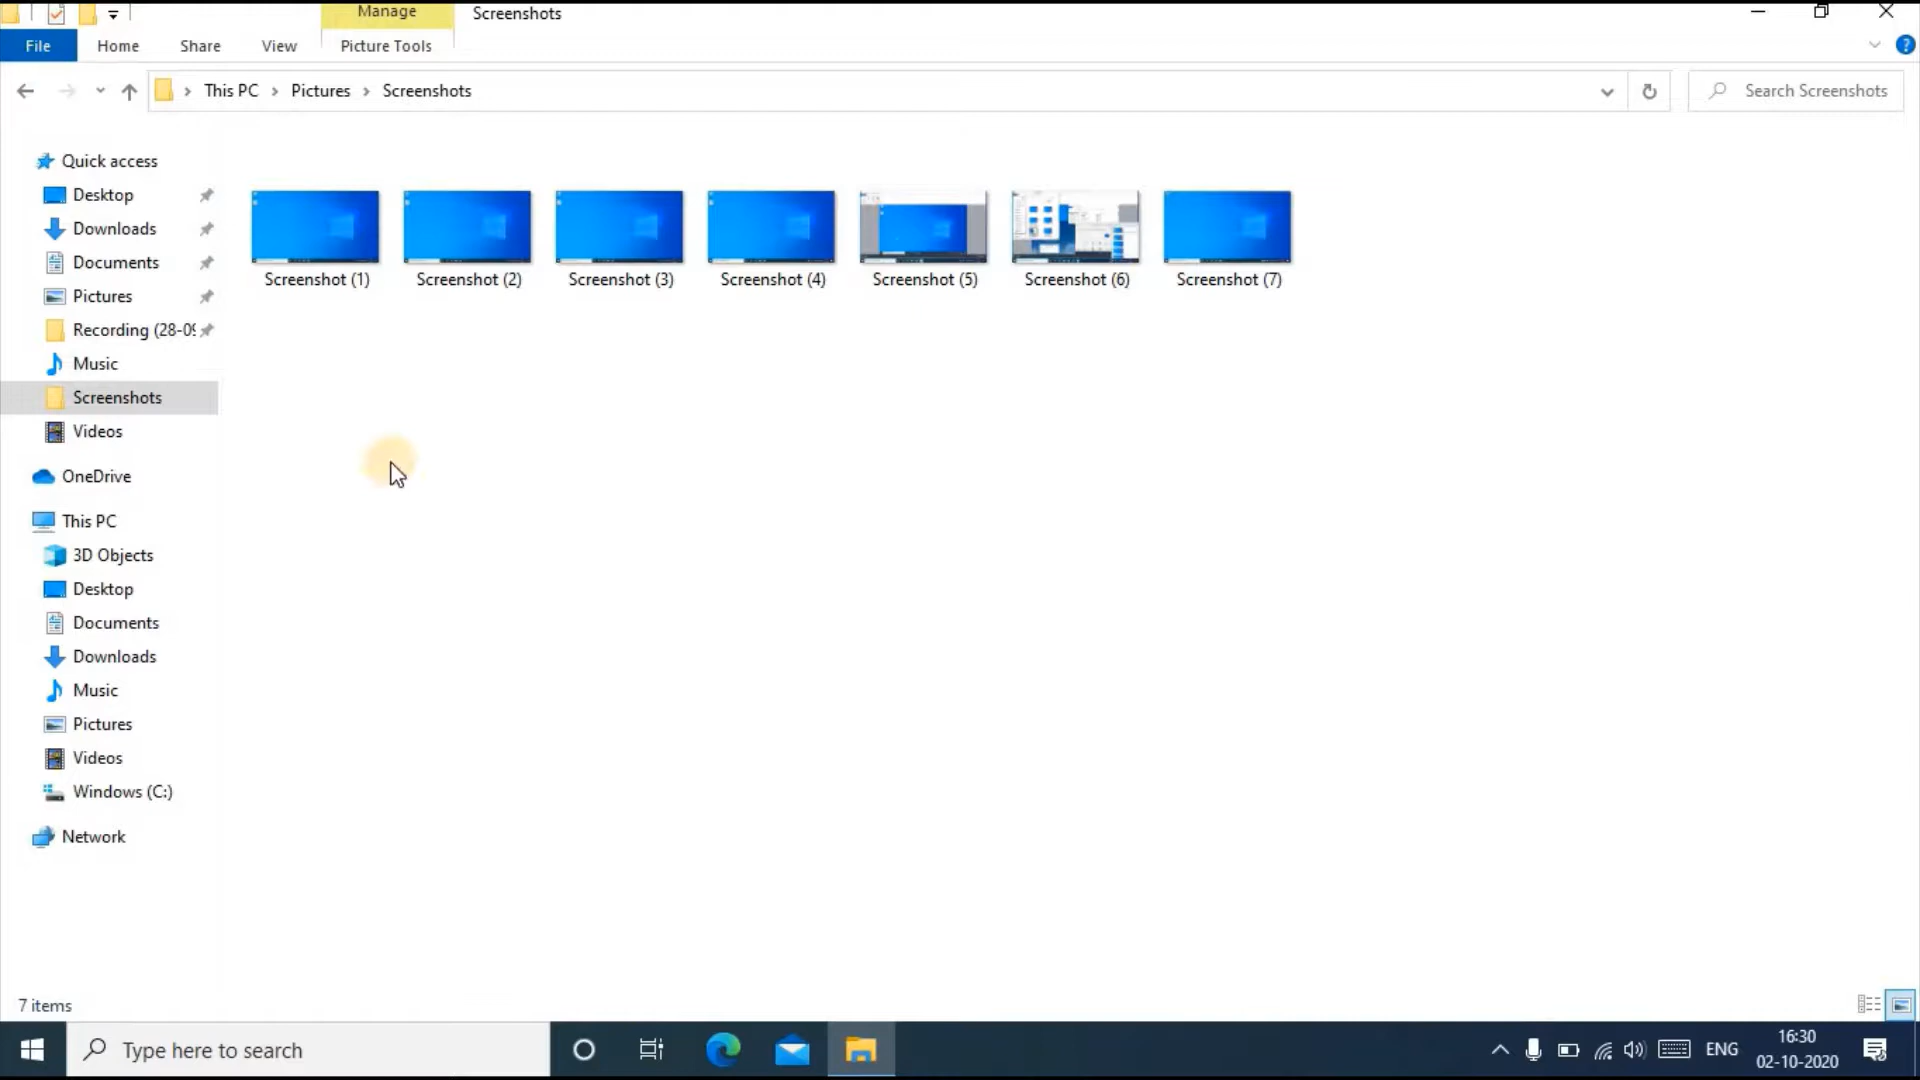 Manage
Screenshots
File
Home
Share
View
Picture Tools
This PC
Pictures
Screenshots
Search Screenshots
Quick access
Desktop
Downloads
Documents
Pictures
Recording (28-09
Music
Screenshots
Videos
OneDrive
This PC
3D Objects
Desktop
Documents
Downloads
Music
Pictures
Videos
Windows (C:)
Network
Screenshot (1)
Screenshot (2)
Screenshot (3)
Screenshot (4)
Screenshot (5)
Screenshot (6)
Screenshot (7)
7 items
Type here to search
ENG
16:30
02-10-2020